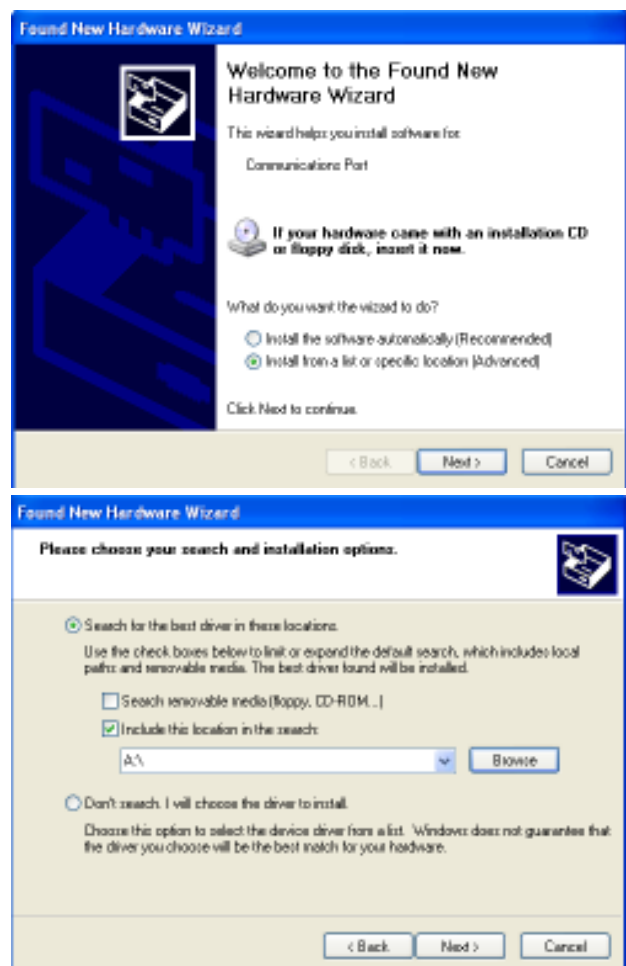 Found New Hardware Wizard
Welcome to the Found New
Hardware Wizard
This wizard helps you install software for:
Communications Port
If your hardware came with an installation CD
or floppy disk, insert it now.
What do you want the wizard to do?
Install the software automatically (Recommended)
Install from a list or specific location (Advanced)
Click Next to continue.
< Back
Next >
Cancel
Found New Hardware Wizard
Please choose your search and installation options.
Search for the best driver in these locations.
Use the check boxes below to limit or expand the default search, which includes local
paths and removable media. The best driver found will be installed.
Search removable media (floppy, CD-ROM...)
Include this location in the search:
A:\
Browse
Don't search. I will choose the driver to install.
Choose this option to select the device driver from a list. Windows does not guarantee that
the driver you choose will be the best match for your hardware.
< Back
Next >
Cancel